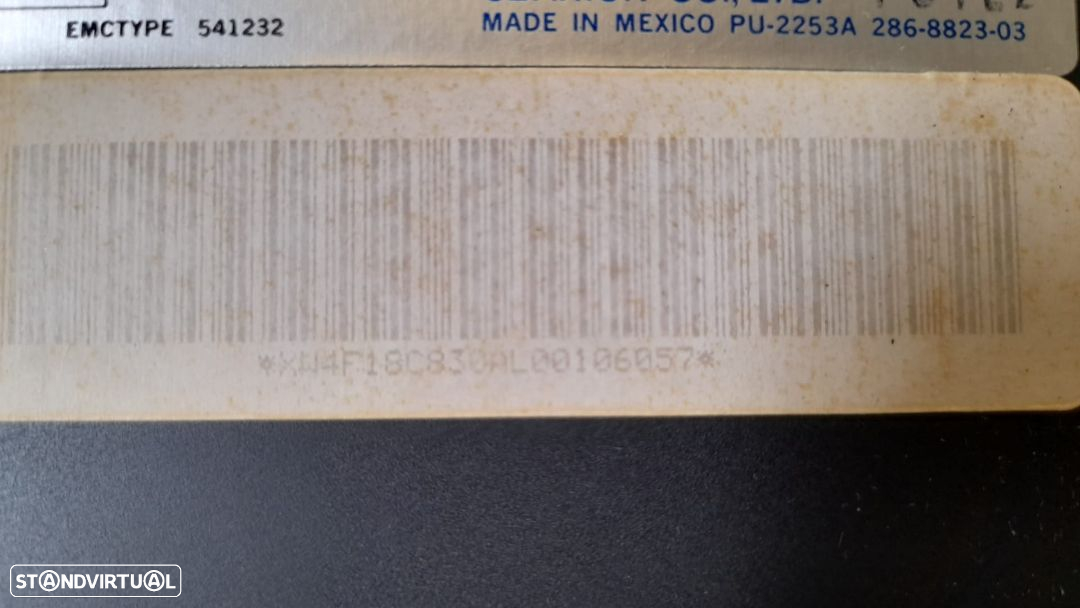 EMCTYPE 541232
MADE IN MEXICO PU-2253A 286-8823-03
*XW4F18C830AL00106057*
STANDVIRTUAL